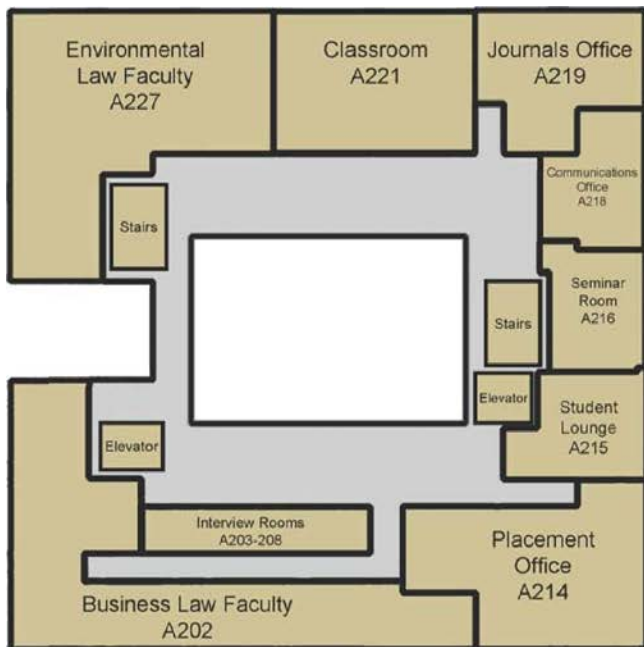 Environmental
Law Faculty
A227
Classroom
A221
Journals Office
A219
Communications
Office
A218
Stairs
Seminar
Room
A216
Stairs
Elevator
Student
Lounge
A215
Elevator
Interview Rooms
A203-208
Placement
Office
A214
Business Law Faculty
A202